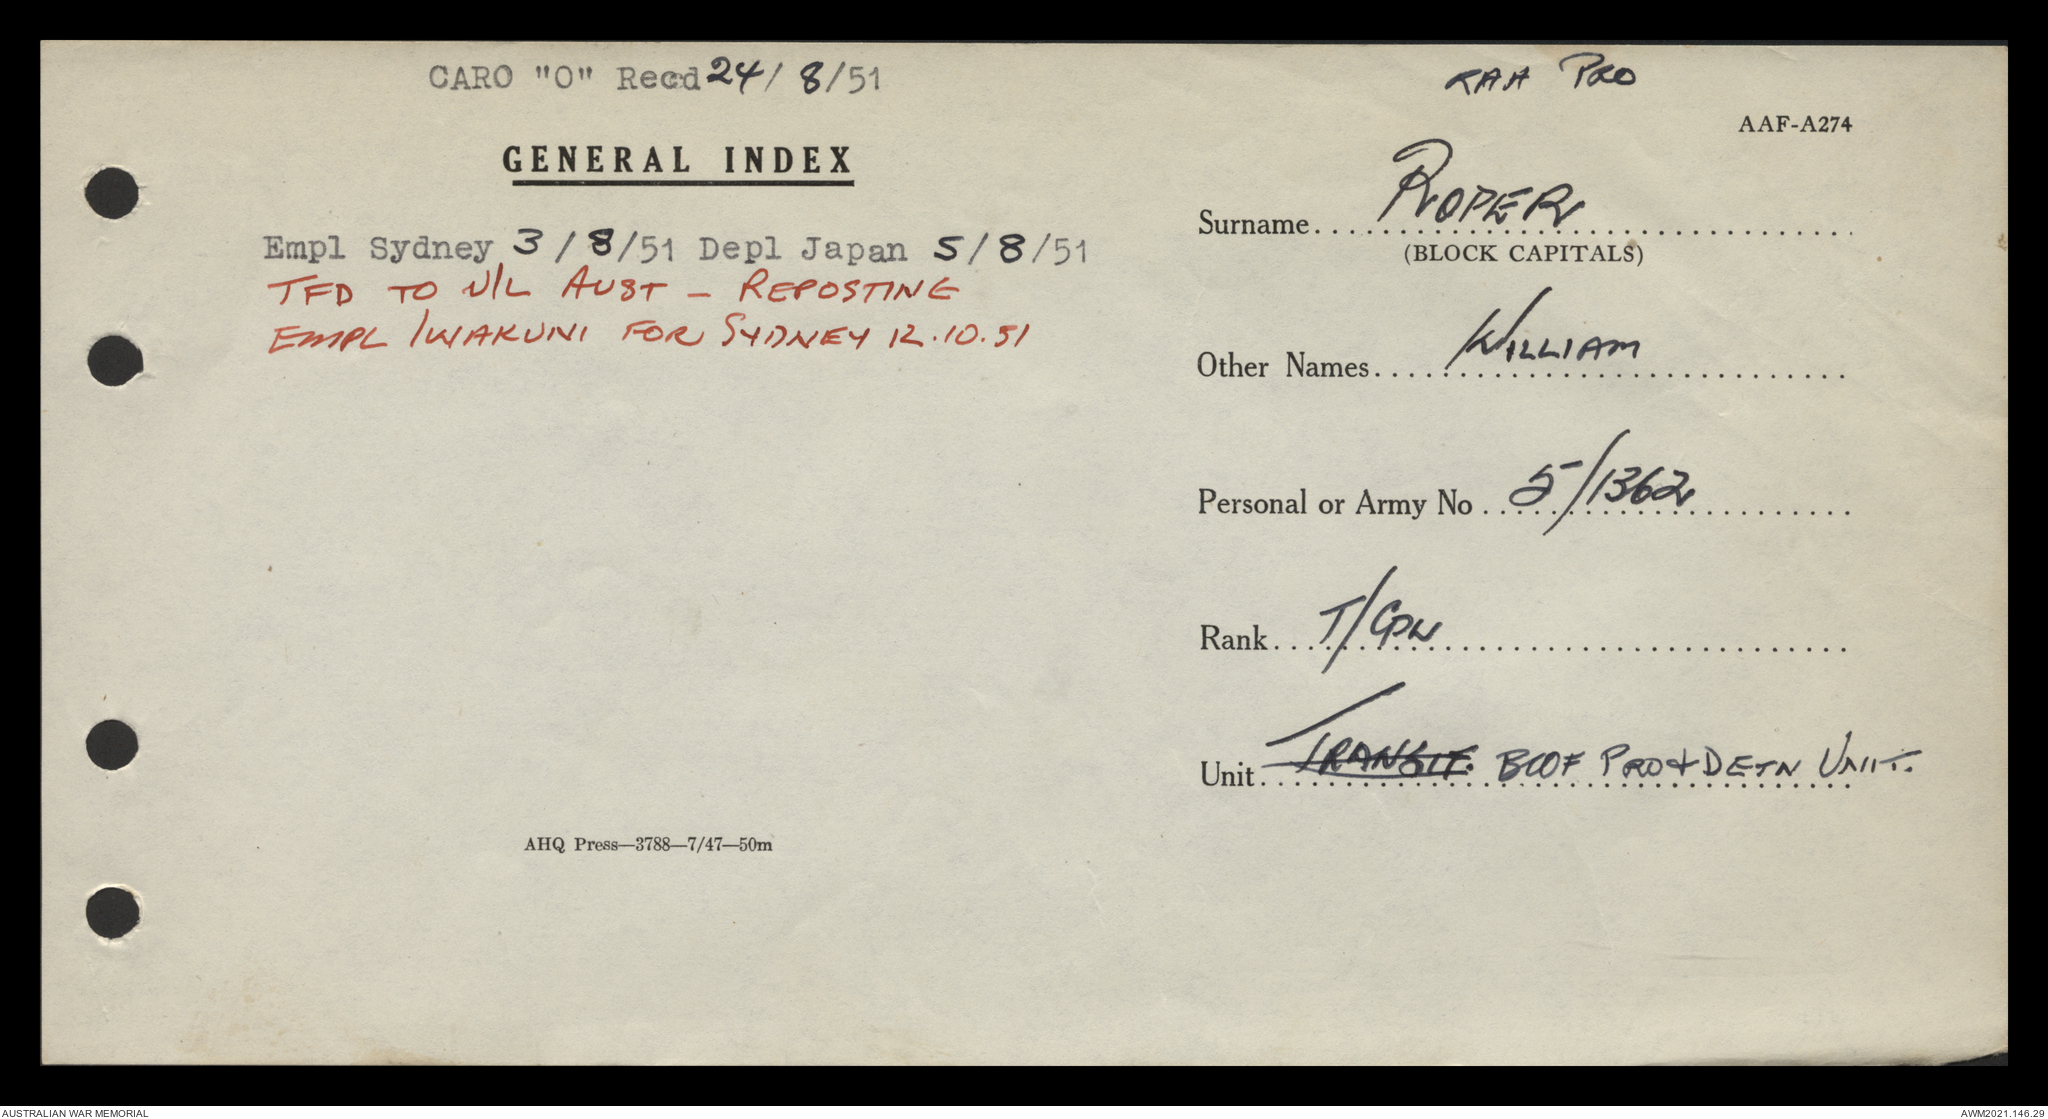 CARO "O" Recd 24/8/51
GENERAL INDEX
Empl Sydney 3/8/51 Depl Japan 5/8/51
TFD TO N/L AUST - REPOSTING
EMPL IWAKUNI FOR SYDNEY 12.10.51
RAA PRO
AAF-A274
Surname ROPER
(BLOCK CAPITALS)
Other Names WILLIAM
Personal or Army No 5/1362
Rank T/CPL
Unit TRANSIT. BCOF PRO & DETN UNIT.
AHQ Press—3788—7/47—50m
AUSTRALIAN WAR MEMORIAL
AWM2021.146.29